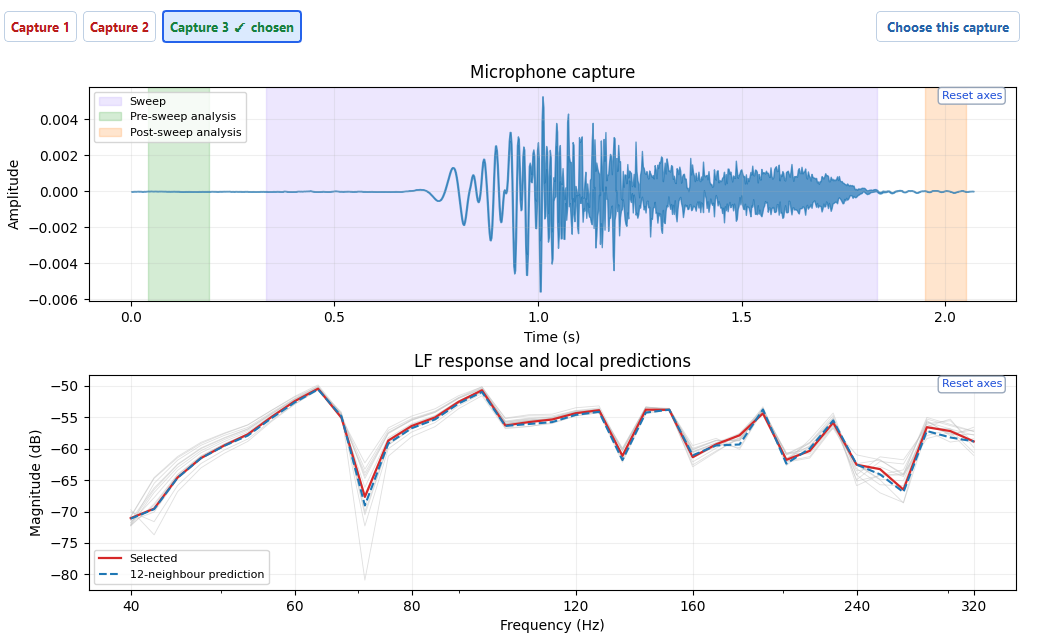 Capture 1 Capture 2 Capture 3 ✓ chosen Choose this capture
Microphone capture
Sweep
Pre-sweep analysis
Post-sweep analysis
Reset axes
Amplitude
0.004
0.002
0.000
−0.002
−0.004
−0.006
0.0 0.5 1.0 1.5 2.0
Time (s)
LF response and local predictions
Reset axes
Magnitude (dB)
−50
−55
−60
−65
−70
−75
−80
Selected
12-neighbour prediction
40 60 80 120 160 240 320
Frequency (Hz)